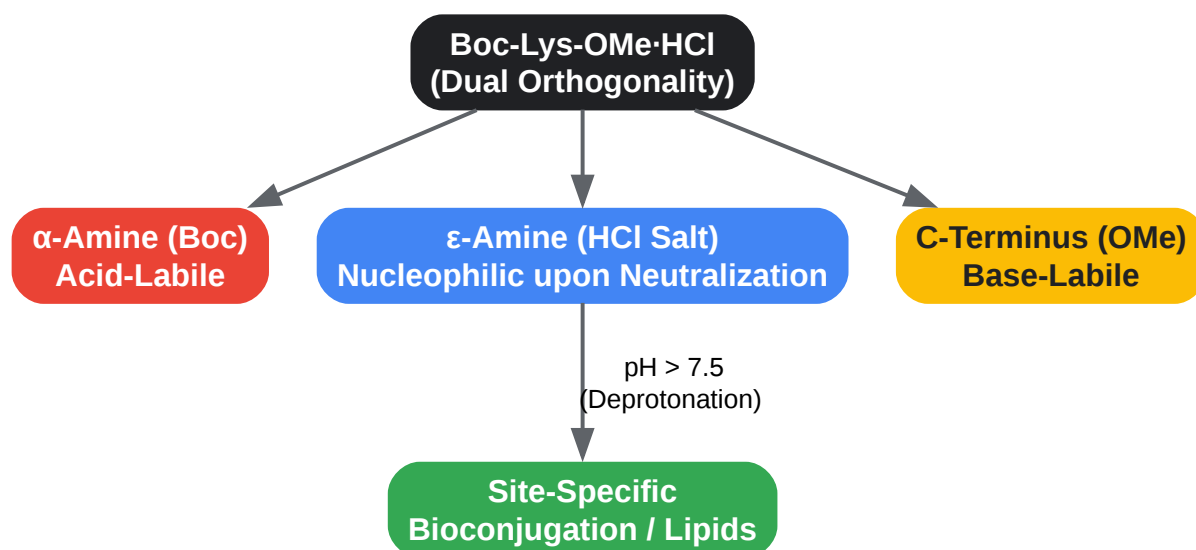 Boc-Lys-OMe·HCl
(Dual Orthogonality)
α-Amine (Boc)
Acid-Labile
ε-Amine (HCl Salt)
Nucleophilic upon Neutralization
C-Terminus (OMe)
Base-Labile
pH > 7.5
(Deprotonation)
Site-Specific
Bioconjugation / Lipids